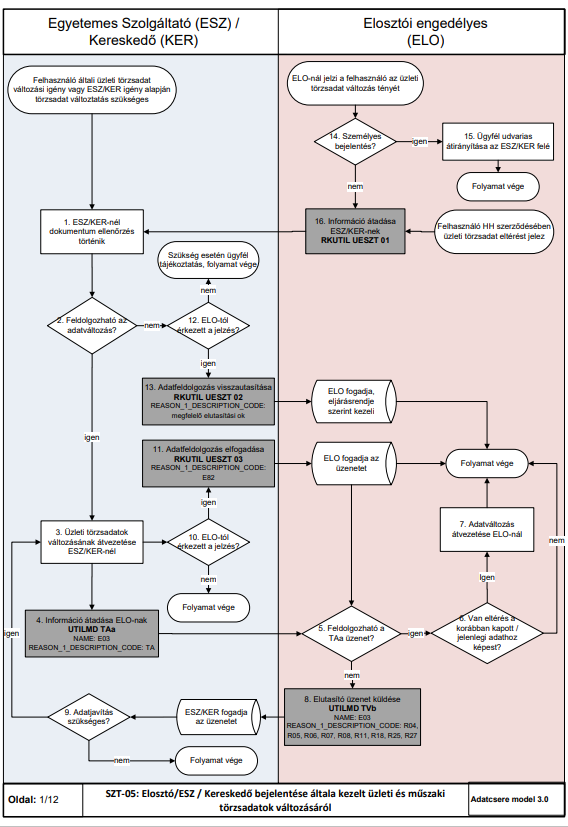 Egyetemes Szolgáltató (ESZ) /
Kereskedő (KER)
Elosztói engedélyes
(ELO)
Felhasználó általi üzleti törzsadat
változási igény vagy ESZ/KER igény alapján
törzsadat változtatás szükséges
ELO-nál jelzi a felhasználó az üzleti
törzsadat változás tényét
14. Személyes
bejelentés?
igen
15. Ügyfél udvarias
átirányítása az ESZ/KER felé
nem
Folyamat vége
1. ESZ/KER-nél
dokumentum ellenőrzés
történik
16. Információ átadása
ESZ/KER-nek
RKUTIL UESZT 01
Felhasználó HH szerződésében
üzleti törzsadat eltérést jelez
Szükség esetén ügyfél
tájékoztatás, folyamat vége
nem
2. Feldolgozható az
adatváltozás?
nem
12. ELO-tól
érkezett a jelzés?
igen
13. Adatfeldolgozás visszautasítása
RKUTIL UESZT 02
REASON_1_DESCRIPTION_CODE:
megfelelő elutasítási ok
ELO fogadja,
eljárásrendje
szerint kezeli
igen
11. Adatfeldolgozás elfogadása
RKUTIL UESZT 03
REASON_1_DESCRIPTION_CODE:
E82
ELO fogadja az
üzenetet
Folyamat vége
igen
3. Üzleti törzsadatok
változásának átvezetése
ESZ/KER-nél
10. ELO-tól
érkezett a jelzés?
7. Adatváltozás
átvezetése ELO-nál
nem
nem
Igen
Folyamat vége
igen
4. Információ átadása ELO-nak
UTILMD TAa
NAME: E03
REASON_1_DESCRIPTION_CODE: TA
5. Feldolgozható a
TAa üzenet?
igen
6. Van eltérés a
korábban kapott /
jelenlegi adathoz
képest?
nem
8. Elutasító üzenet küldése
UTILMD TVb
NAME: E03
REASON_1_DESCRIPTION_CODE: R04,
R05, R06, R07, R08, R11, R18, R25, R27
9. Adatjavítás
szükséges?
ESZ/KER fogadja
az üzenetet
nem
Folyamat vége
Oldal: 1/12
SZT-05: Elosztó/ESZ / Kereskedő bejelentése általa kezelt üzleti és műszaki
törzsadatok változásáról
Adatcsere model 3.0